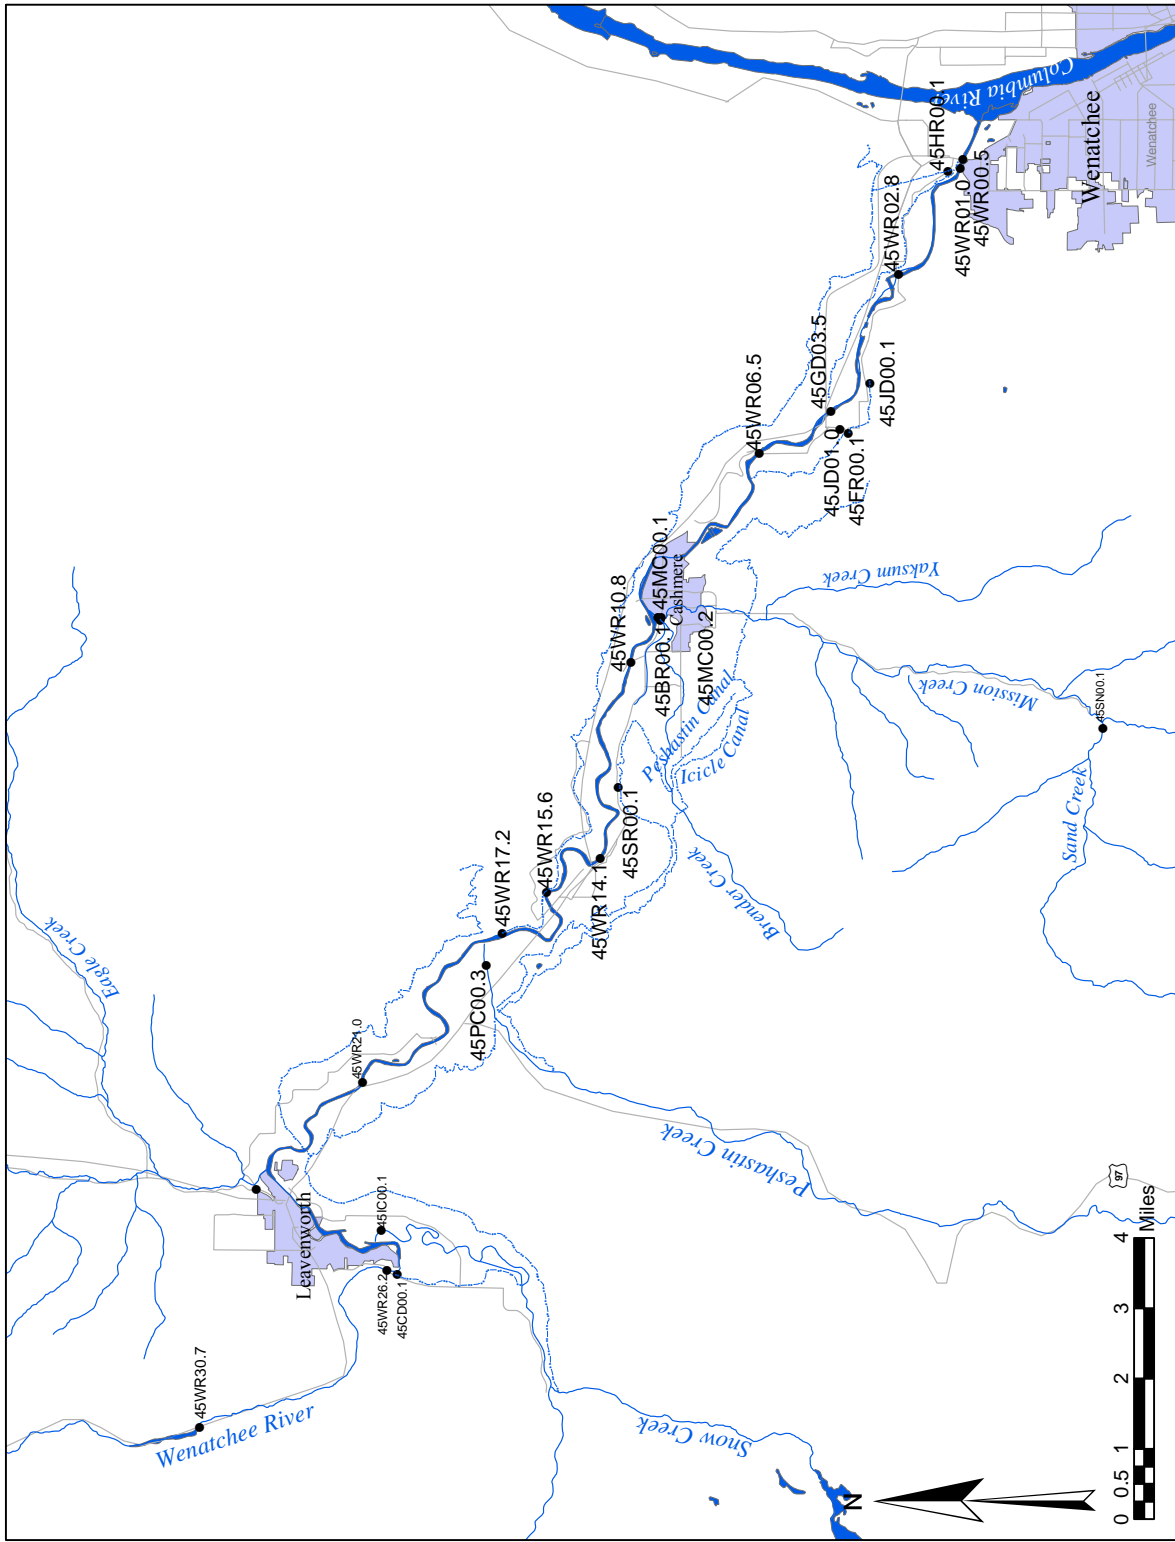 Columbia River
Wenatchee
Wenatchee
45HR00.1
45WR01.0
45WR00.5
45WR02.8
45GD03.5
45JD00.1
45WR06.5
45JD01.0
45FR00.1
45MC00.1
Cashmere
45WR10.8
45BR00.1
45MC00.2
Yaksum Creek
Peshastin Canal
Icicle Canal
Mission Creek
45SN00.1
Sand Creek
45SR00.1
45WR15.6
45WR14.1
Brender Creek
45WR17.2
45PC00.3
Eagle Creek
45WR21.0
Peshastin Creek
97
Leavenworth
45IC00.1
45WR26.2
45CD00.1
45WR30.7
Wenatchee River
Snow Creek
N
0 0.5 1 2 3 4
Miles